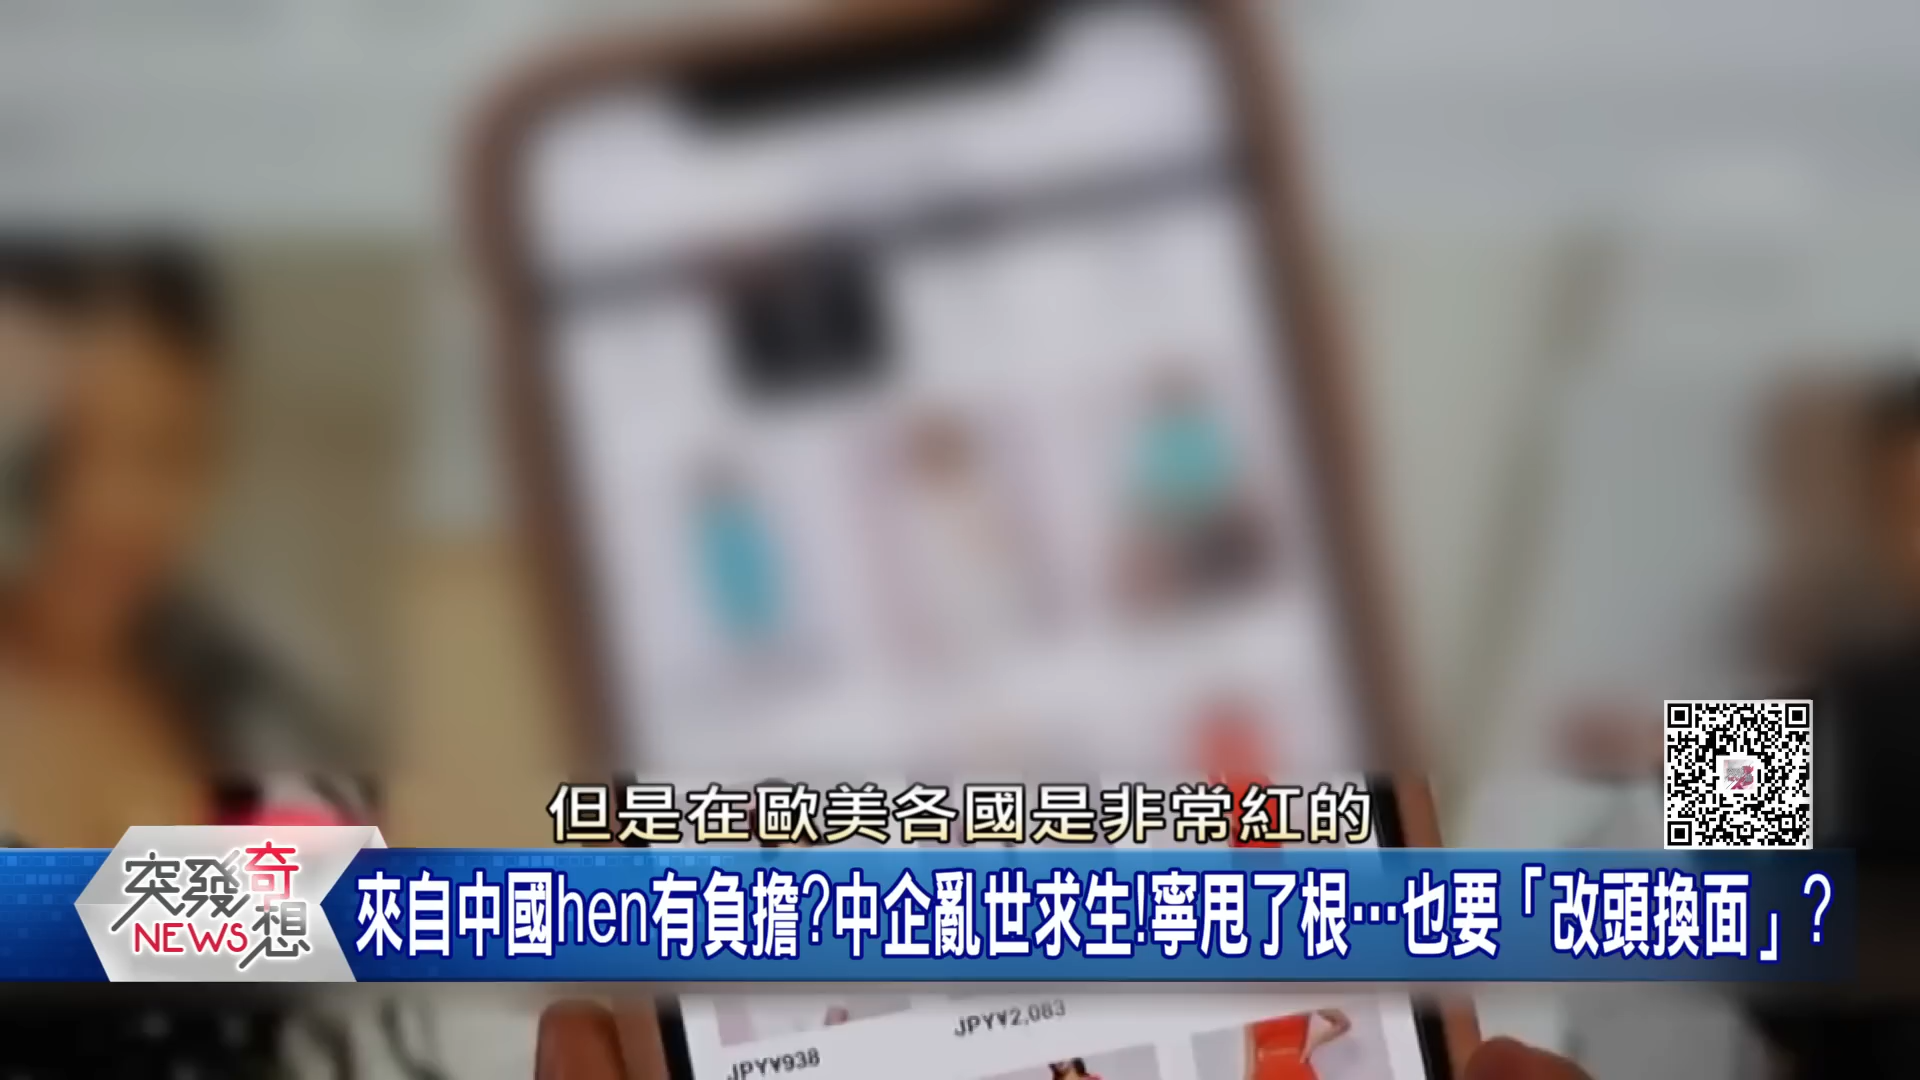 但是在歐美各國是非常紅的
突發奇想
NEWS
來自中國hen有負擔?中企亂世求生!寧甩了根…也要「改頭換面」?
JPY¥2,083
JPY¥938